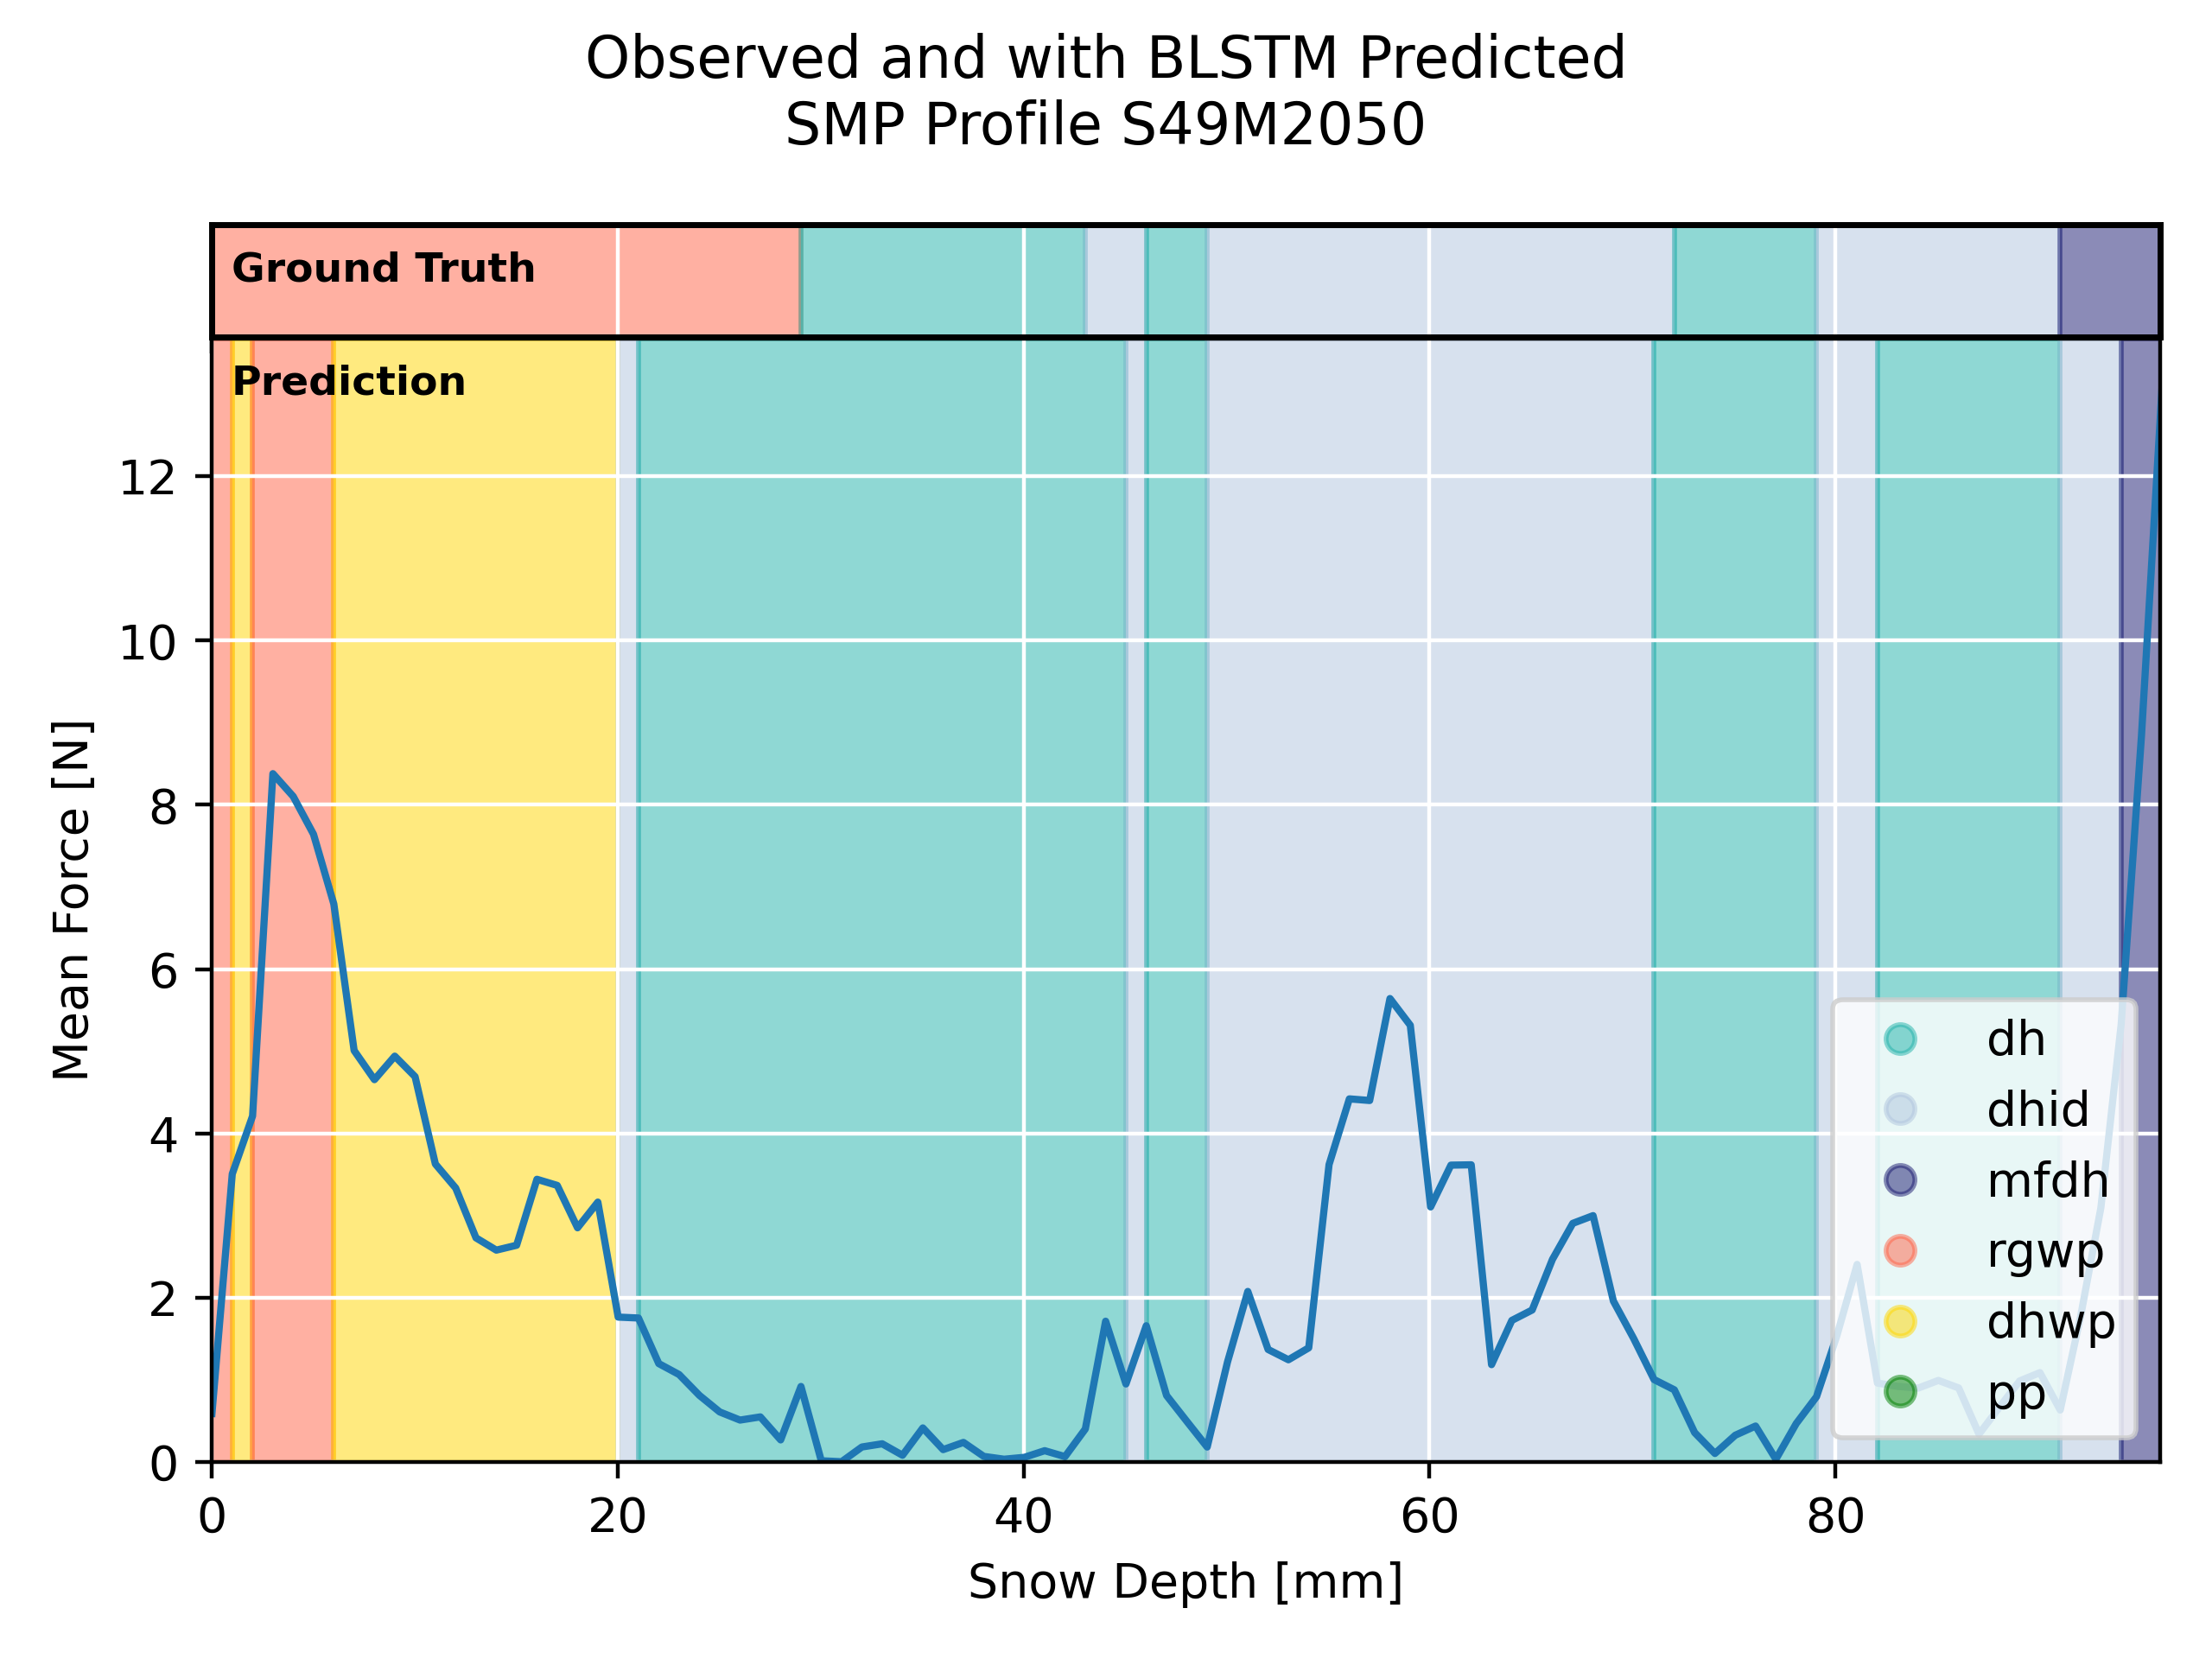 Observed and with BLSTM Predicted
SMP Profile S49M2050
Ground Truth
Prediction
12
10
8
6
4
2
0
Mean Force [N]
dh
dhid
mfdh
rgwp
dhwp
pp
0 20 40 60 80
Snow Depth [mm]